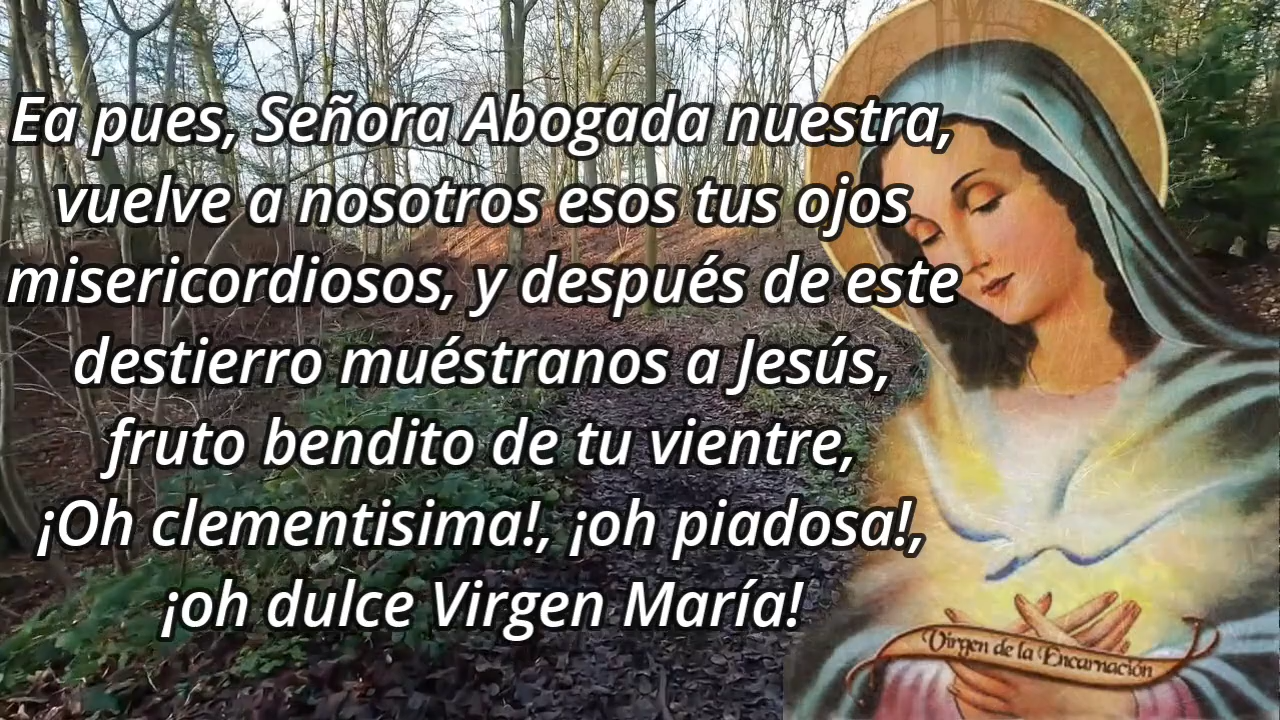 Ea pues, Señora Abogada nuestra,
vuelve a nosotros esos tus ojos
misericordiosos, y después de este
destierro muéstranos a Jesús,
fruto bendito de tu vientre,
¡Oh clementisima!, ¡oh piadosa!,
¡oh dulce Virgen María!
Virgen de la Encarnación